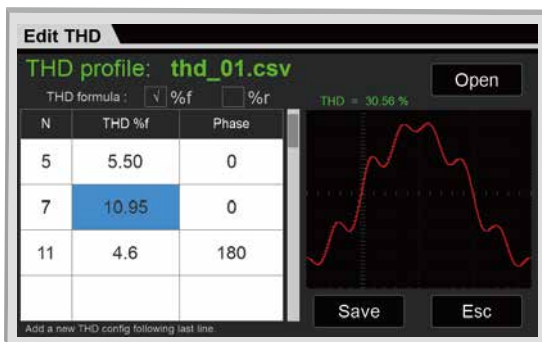 Edit THD
THD profile: thd_01.csv
Open
THD formula : √ %f %r
THD = 30.56 %
N THD %f Phase
5 5.50 0
7 10.95 0
11 4.6 180
Save Esc
Add a new THD config following last line.